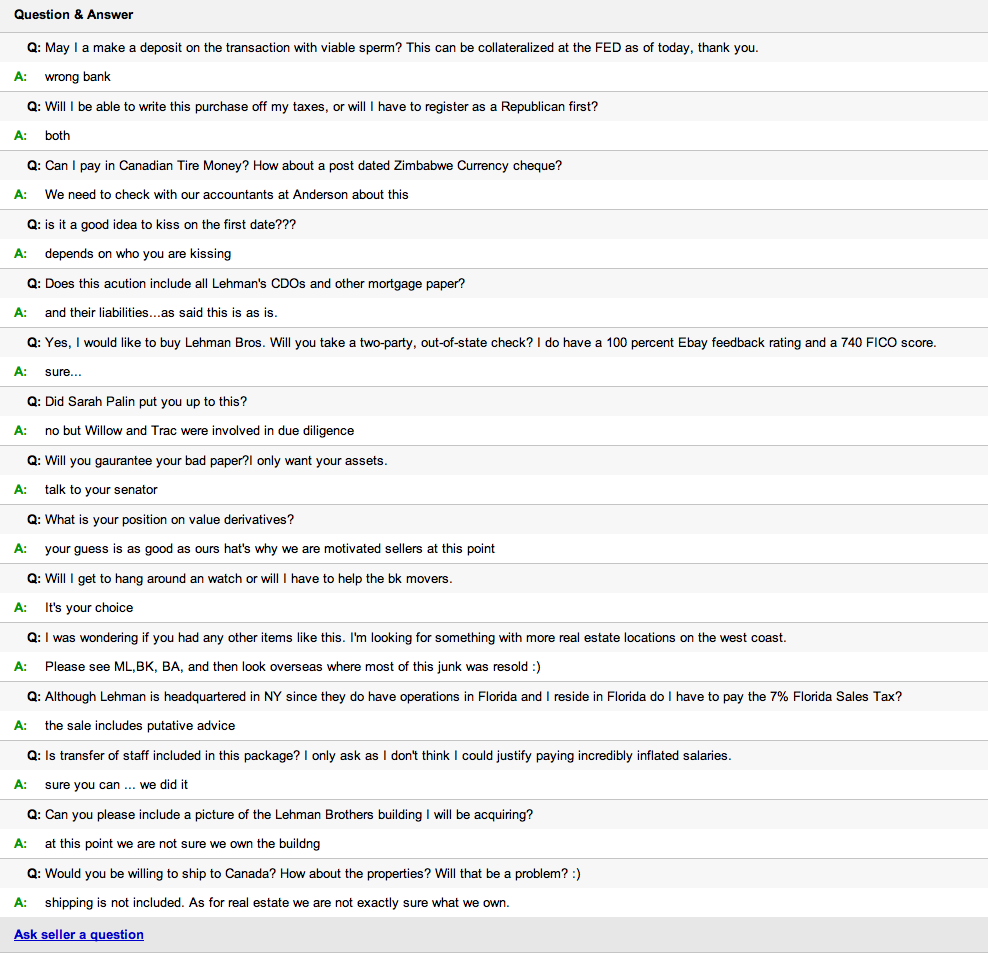 Question & Answer
Q: May I a make a deposit on the transaction with viable sperm? This can be collateralized at the FED as of today, thank you.
A: wrong bank
Q: Will I be able to write this purchase off my taxes, or will I have to register as a Republican first?
A: both
Q: Can I pay in Canadian Tire Money? How about a post dated Zimbabwe Currency cheque?
A: We need to check with our accountants at Anderson about this
Q: is it a good idea to kiss on the first date???
A: depends on who you are kissing
Q: Does this acution include all Lehman's CDOs and other mortgage paper?
A: and their liabilities...as said this is as is.
Q: Yes, I would like to buy Lehman Bros. Will you take a two-party, out-of-state check? I do have a 100 percent Ebay feedback rating and a 740 FICO score.
A: sure...
Q: Did Sarah Palin put you up to this?
A: no but Willow and Trac were involved in due diligence
Q: Will you gaurantee your bad paper?I only want your assets.
A: talk to your senator
Q: What is your position on value derivatives?
A: your guess is as good as ours hat's why we are motivated sellers at this point
Q: Will I get to hang around an watch or will I have to help the bk movers.
A: It's your choice
Q: I was wondering if you had any other items like this. I'm looking for something with more real estate locations on the west coast.
A: Please see ML,BK, BA, and then look overseas where most of this junk was resold :)
Q: Although Lehman is headquartered in NY since they do have operations in Florida and I reside in Florida do I have to pay the 7% Florida Sales Tax?
A: the sale includes putative advice
Q: Is transfer of staff included in this package? I only ask as I don't think I could justify paying incredibly inflated salaries.
A: sure you can ... we did it
Q: Can you please include a picture of the Lehman Brothers building I will be acquiring?
A: at this point we are not sure we own the buildng
Q: Would you be willing to ship to Canada? How about the properties? Will that be a problem? :)
A: shipping is not included. As for real estate we are not exactly sure what we own.
Ask seller a question